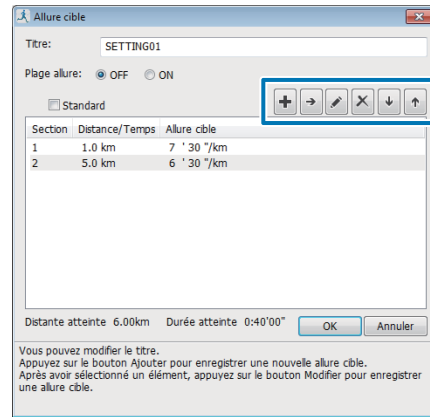 Allure cible
Titre: SETTING01
Plage allure: OFF ON
Standard
Section Distance/Temps Allure cible
1 1.0 km 7 ' 30 "/km
2 5.0 km 6 ' 30 "/km
Distante atteinte 6.00km Durée atteinte 0:40'00" OK Annuler
Vous pouvez modifier le titre.
Appuyez sur le bouton Ajouter pour enregistrer une nouvelle allure cible.
Après avoir sélectionné un élément, appuyez sur le bouton Modifier pour enregistrer
une allure cible.